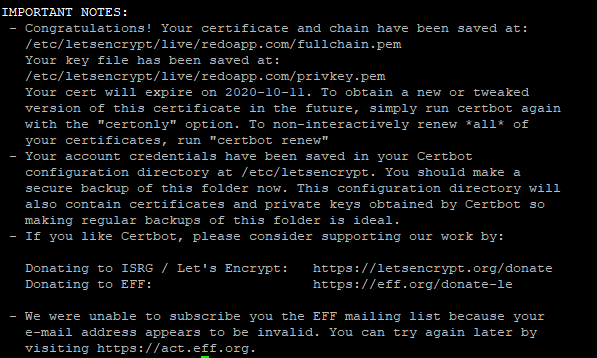 IMPORTANT NOTES:
- Congratulations! Your certificate and chain have been saved at:
/etc/letsencrypt/live/redoapp.com/fullchain.pem
Your key file has been saved at:
/etc/letsencrypt/live/redoapp.com/privkey.pem
Your cert will expire on 2020-10-11. To obtain a new or tweaked
version of this certificate in the future, simply run certbot again
with the "certonly" option. To non-interactively renew *all* of
your certificates, run "certbot renew"
- Your account credentials have been saved in your Certbot
configuration directory at /etc/letsencrypt. You should make a
secure backup of this folder now. This configuration directory will
also contain certificates and private keys obtained by Certbot so
making regular backups of this folder is ideal.
- If you like Certbot, please consider supporting our work by:
Donating to ISRG / Let's Encrypt: https://letsencrypt.org/donate
Donating to EFF: https://eff.org/donate-le
- We were unable to subscribe you the EFF mailing list because your
e-mail address appears to be invalid. You can try again later by
visiting https://act.eff.org.